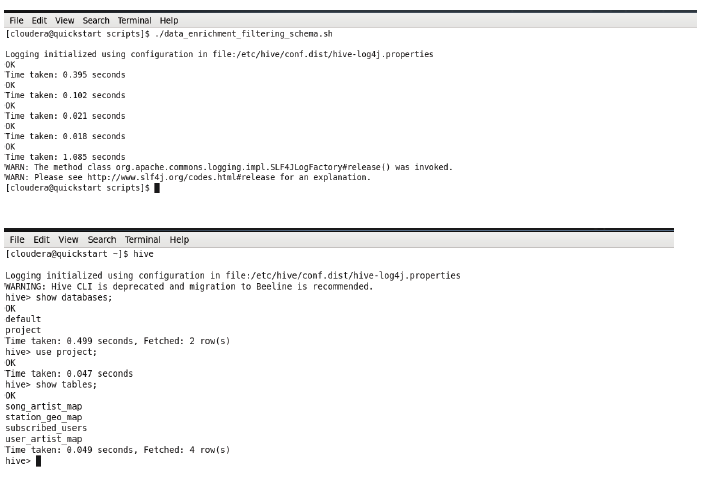 File Edit View Search Terminal Help
[cloudera@quickstart scripts]$ ./data_enrichment_filtering_schema.sh
Logging initialized using configuration in file:/etc/hive/conf.dist/hive-log4j.properties
OK
Time taken: 0.395 seconds
OK
Time taken: 0.102 seconds
OK
Time taken: 0.021 seconds
OK
Time taken: 0.018 seconds
OK
Time taken: 1.085 seconds
WARN: The method class org.apache.commons.logging.impl.SLF4JLogFactory#release() was invoked.
WARN: Please see http://www.slf4j.org/codes.html#release for an explanation.
[cloudera@quickstart scripts]$
File Edit View Search Terminal Help
[cloudera@quickstart ~]$ hive
Logging initialized using configuration in file:/etc/hive/conf.dist/hive-log4j.properties
WARNING: Hive CLI is deprecated and migration to Beeline is recommended.
hive> show databases;
OK
default
project
Time taken: 0.499 seconds, Fetched: 2 row(s)
hive> use project;
OK
Time taken: 0.047 seconds
hive> show tables;
OK
song_artist_map
station_geo_map
subscribed_users
user_artist_map
Time taken: 0.049 seconds, Fetched: 4 row(s)
hive>